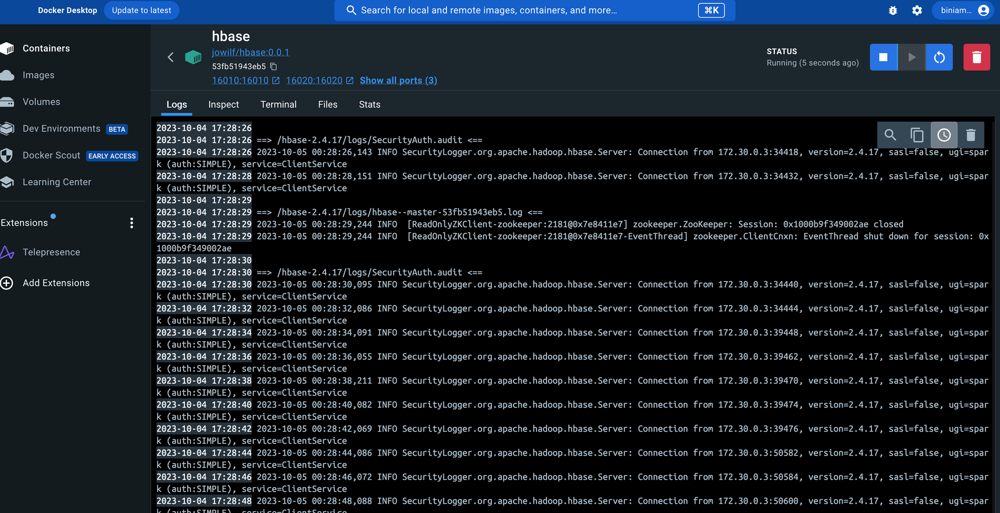 Docker Desktop
Update to latest
Search for local and remote images, containers, and more...
⌘K
biniam...
Containers
Images
Volumes
Dev Environments BETA
Docker Scout EARLY ACCESS
Learning Center
Extensions
Telepresence
Add Extensions
hbase
jowilf/hbase:0.0.1
53fb51943eb5
16010:16010 16020:16020 Show all ports (3)
STATUS
Running (5 seconds ago)
Logs Inspect Terminal Files Stats
2023-10-04 17:28:26
2023-10-04 17:28:26 ==> /hbase-2.4.17/logs/SecurityAuth.audit <==
2023-10-04 17:28:26 2023-10-05 00:28:26,143 INFO SecurityLogger.org.apache.hadoop.hbase.Server: Connection from 172.30.0.3:34418, version=2.4.17, sasl=false, ugi=spar
k (auth:SIMPLE), service=ClientService
2023-10-04 17:28:28 2023-10-05 00:28:28,151 INFO SecurityLogger.org.apache.hadoop.hbase.Server: Connection from 172.30.0.3:34432, version=2.4.17, sasl=false, ugi=spar
k (auth:SIMPLE), service=ClientService
2023-10-04 17:28:29
2023-10-04 17:28:29 ==> /hbase-2.4.17/logs/hbase--master-53fb51943eb5.log <==
2023-10-04 17:28:29 2023-10-05 00:28:29,244 INFO  [ReadOnlyZKClient-zookeeper:2181@0x7e8411e7] zookeeper.ZooKeeper: Session: 0x1000b9f349002ae closed
2023-10-04 17:28:29 2023-10-05 00:28:29,244 INFO  [ReadOnlyZKClient-zookeeper:2181@0x7e8411e7-EventThread] zookeeper.ClientCnxn: EventThread shut down for session: 0x
1000b9f349002ae
2023-10-04 17:28:30
2023-10-04 17:28:30 ==> /hbase-2.4.17/logs/SecurityAuth.audit <==
2023-10-04 17:28:30 2023-10-05 00:28:30,095 INFO SecurityLogger.org.apache.hadoop.hbase.Server: Connection from 172.30.0.3:34440, version=2.4.17, sasl=false, ugi=spar
k (auth:SIMPLE), service=ClientService
2023-10-04 17:28:32 2023-10-05 00:28:32,086 INFO SecurityLogger.org.apache.hadoop.hbase.Server: Connection from 172.30.0.3:34444, version=2.4.17, sasl=false, ugi=spar
k (auth:SIMPLE), service=ClientService
2023-10-04 17:28:34 2023-10-05 00:28:34,091 INFO SecurityLogger.org.apache.hadoop.hbase.Server: Connection from 172.30.0.3:39448, version=2.4.17, sasl=false, ugi=spar
k (auth:SIMPLE), service=ClientService
2023-10-04 17:28:36 2023-10-05 00:28:36,055 INFO SecurityLogger.org.apache.hadoop.hbase.Server: Connection from 172.30.0.3:39462, version=2.4.17, sasl=false, ugi=spar
k (auth:SIMPLE), service=ClientService
2023-10-04 17:28:38 2023-10-05 00:28:38,211 INFO SecurityLogger.org.apache.hadoop.hbase.Server: Connection from 172.30.0.3:39470, version=2.4.17, sasl=false, ugi=spar
k (auth:SIMPLE), service=ClientService
2023-10-04 17:28:40 2023-10-05 00:28:40,082 INFO SecurityLogger.org.apache.hadoop.hbase.Server: Connection from 172.30.0.3:39474, version=2.4.17, sasl=false, ugi=spar
k (auth:SIMPLE), service=ClientService
2023-10-04 17:28:42 2023-10-05 00:28:42,069 INFO SecurityLogger.org.apache.hadoop.hbase.Server: Connection from 172.30.0.3:39476, version=2.4.17, sasl=false, ugi=spar
k (auth:SIMPLE), service=ClientService
2023-10-04 17:28:44 2023-10-05 00:28:44,086 INFO SecurityLogger.org.apache.hadoop.hbase.Server: Connection from 172.30.0.3:50582, version=2.4.17, sasl=false, ugi=spar
k (auth:SIMPLE), service=ClientService
2023-10-04 17:28:46 2023-10-05 00:28:46,072 INFO SecurityLogger.org.apache.hadoop.hbase.Server: Connection from 172.30.0.3:50584, version=2.4.17, sasl=false, ugi=spar
k (auth:SIMPLE), service=ClientService
2023-10-04 17:28:48 2023-10-05 00:28:48,088 INFO SecurityLogger.org.apache.hadoop.hbase.Server: Connection from 172.30.0.3:50600, version=2.4.17, sasl=false, ugi=spar
k (auth:SIMPLE), service=ClientService